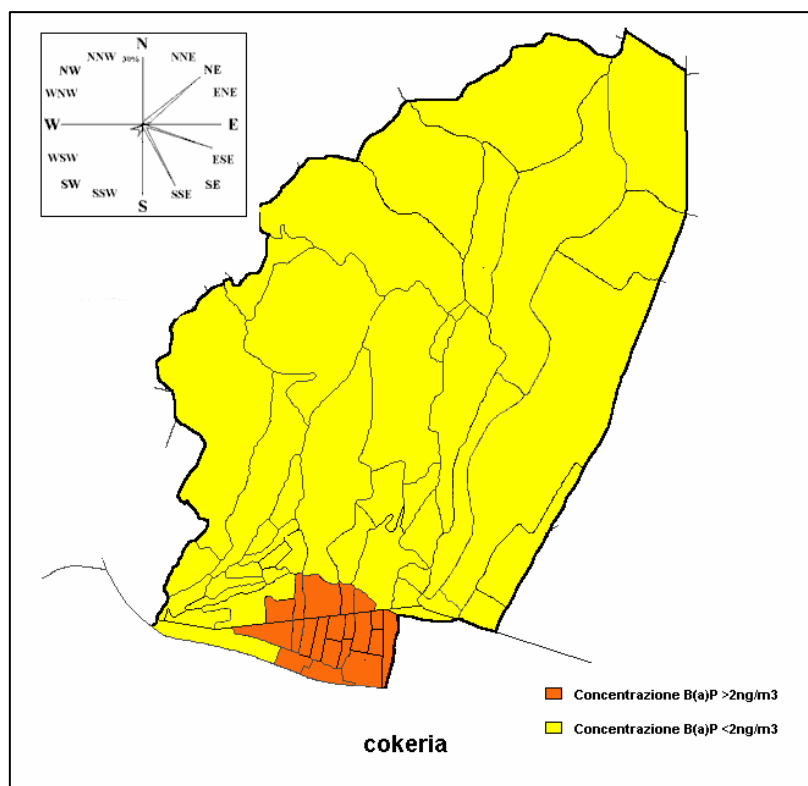 N
NNW
30%
NNE
NW
NE
WNW
ENE
W
E
WSW
ESE
SW
SE
SSW
SSE
S
Concentrazione B(a)P >2ng/m3
Concentrazione B(a)P <2ng/m3
cokeria